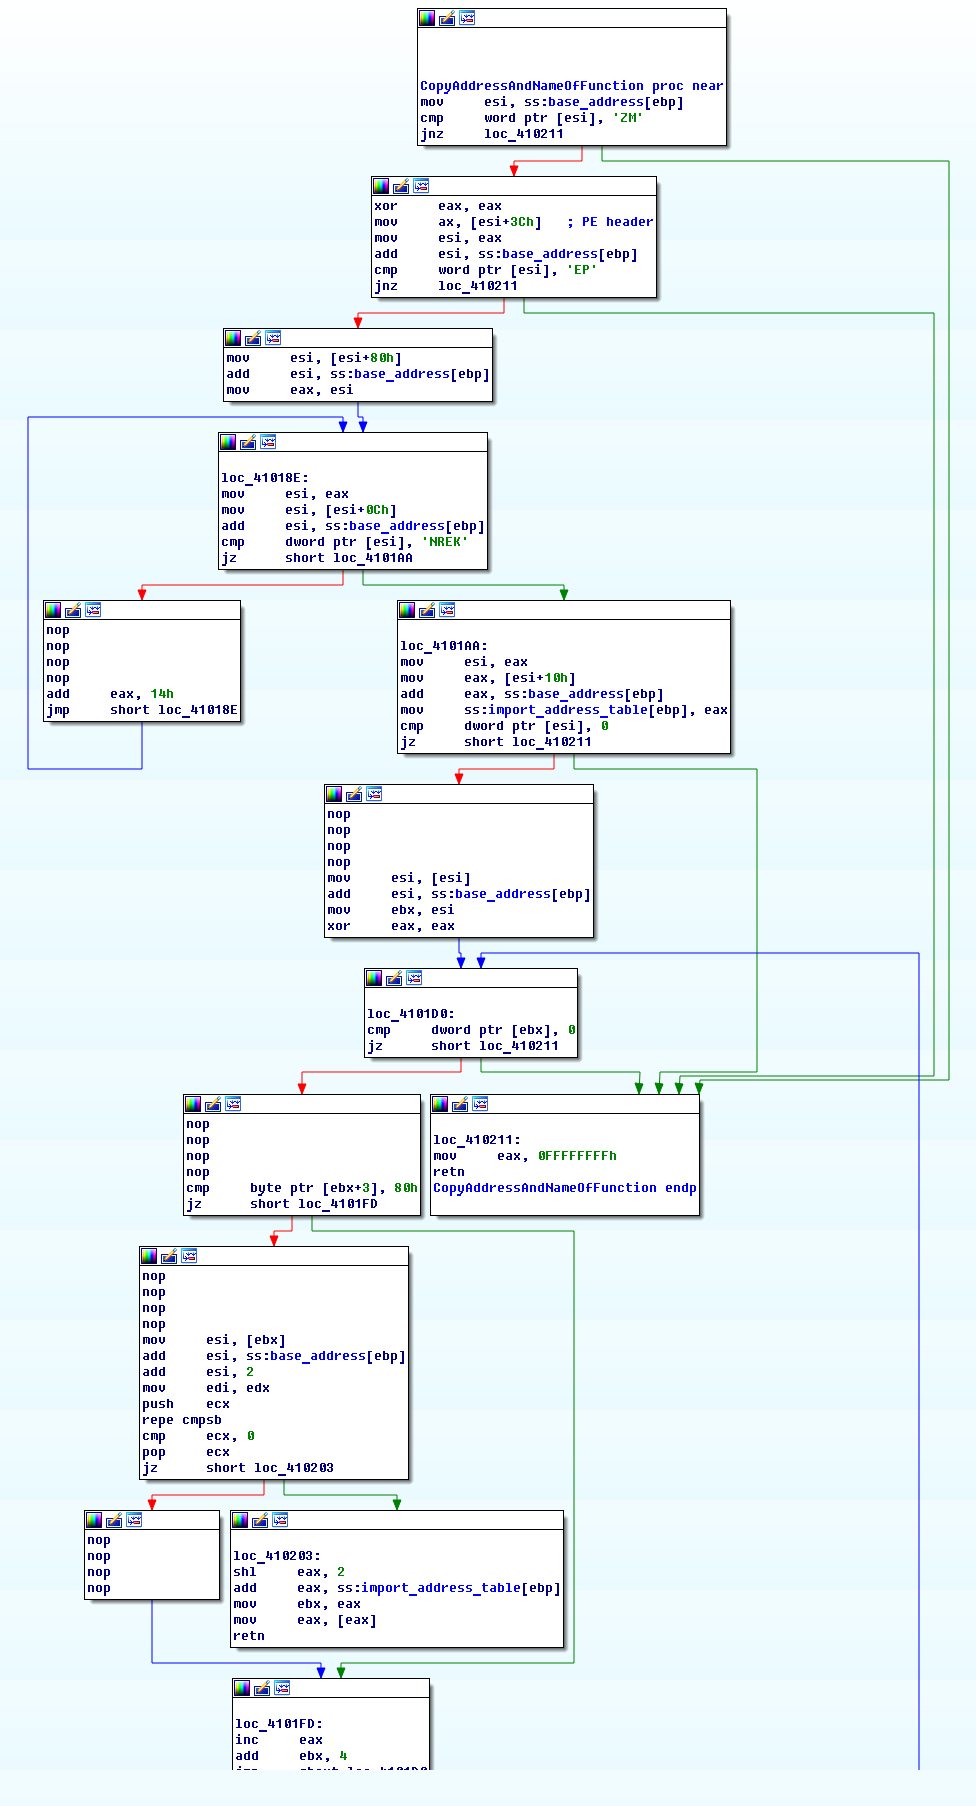 CopyAddressAndNameOfFunction proc near
mov esi, ss:base_address[ebp]
cmp word ptr [esi], 'ZM'
jnz loc_410211
xor eax, eax
mov ax, [esi+3Ch] ; PE header
mov esi, eax
add esi, ss:base_address[ebp]
cmp word ptr [esi], 'EP'
jnz loc_410211
mov esi, [esi+80h]
add esi, ss:base_address[ebp]
mov eax, esi
loc_41018E:
mov esi, eax
mov esi, [esi+0Ch]
add esi, ss:base_address[ebp]
cmp dword ptr [esi], 'NREK'
jz short loc_4101AA
nop
nop
nop
nop
add eax, 14h
jmp short loc_41018E
loc_4101AA:
mov esi, eax
mov eax, [esi+10h]
add eax, ss:base_address[ebp]
mov ss:import_address_table[ebp], eax
cmp dword ptr [esi], 0
jz short loc_410211
nop
nop
nop
nop
mov esi, [esi]
add esi, ss:base_address[ebp]
mov ebx, esi
xor eax, eax
loc_4101D0:
cmp dword ptr [ebx], 0
jz short loc_410211
nop
nop
nop
nop
cmp byte ptr [ebx+3], 80h
jz short loc_4101FD
loc_410211:
mov eax, 0FFFFFFFFh
retn
CopyAddressAndNameOfFunction endp
nop
nop
nop
nop
mov esi, [ebx]
add esi, ss:base_address[ebp]
add esi, 2
mov edi, edx
push ecx
repe cmpsb
cmp ecx, 0
pop ecx
jz short loc_410203
nop
nop
nop
nop
loc_410203:
shl eax, 2
add eax, ss:import_address_table[ebp]
mov ebx, eax
mov eax, [eax]
retn
loc_4101FD:
inc eax
add ebx, 4